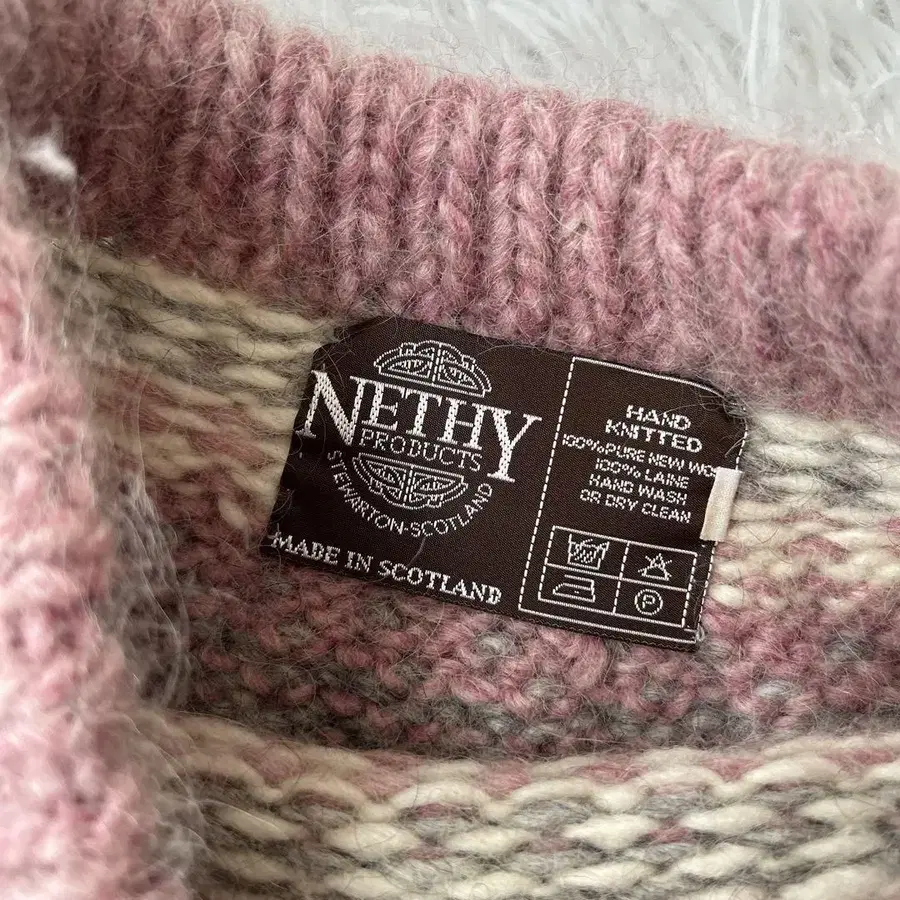 NETHY
PRODUCTS
STEWARTON-SCOTLAND
MADE IN SCOTLAND
HAND
KNITTED
100% PURE NEW
100% LAINE
HAND WASH
OR DRY CLEAN
P